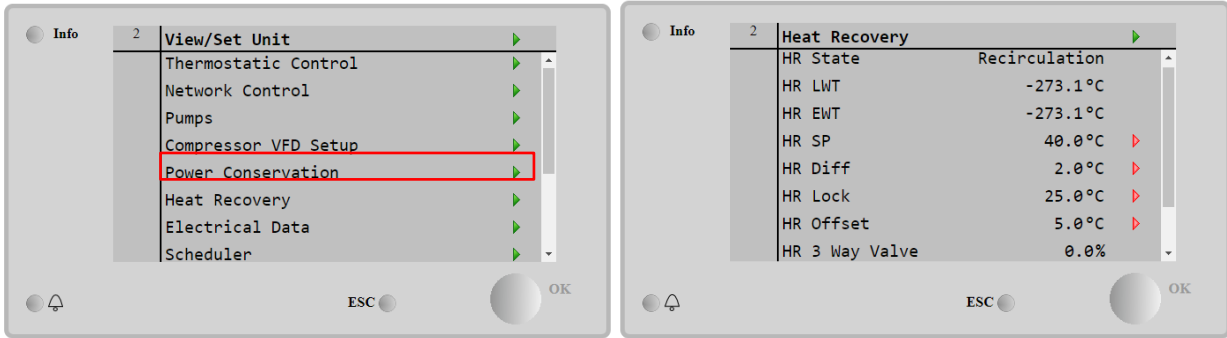 Info
2 View/Set Unit
Thermostatic Control
Network Control
Pumps
Compressor VFD Setup
Power Conservation
Heat Recovery
Electrical Data
Scheduler
ESC
OK
Info
2 Heat Recovery
HR State Recirculation
HR LWT -273.1°C
HR EWT -273.1°C
HR SP 40.0°C
HR Diff 2.0°C
HR Lock 25.0°C
HR Offset 5.0°C
HR 3 Way Valve 0.0%
ESC
OK